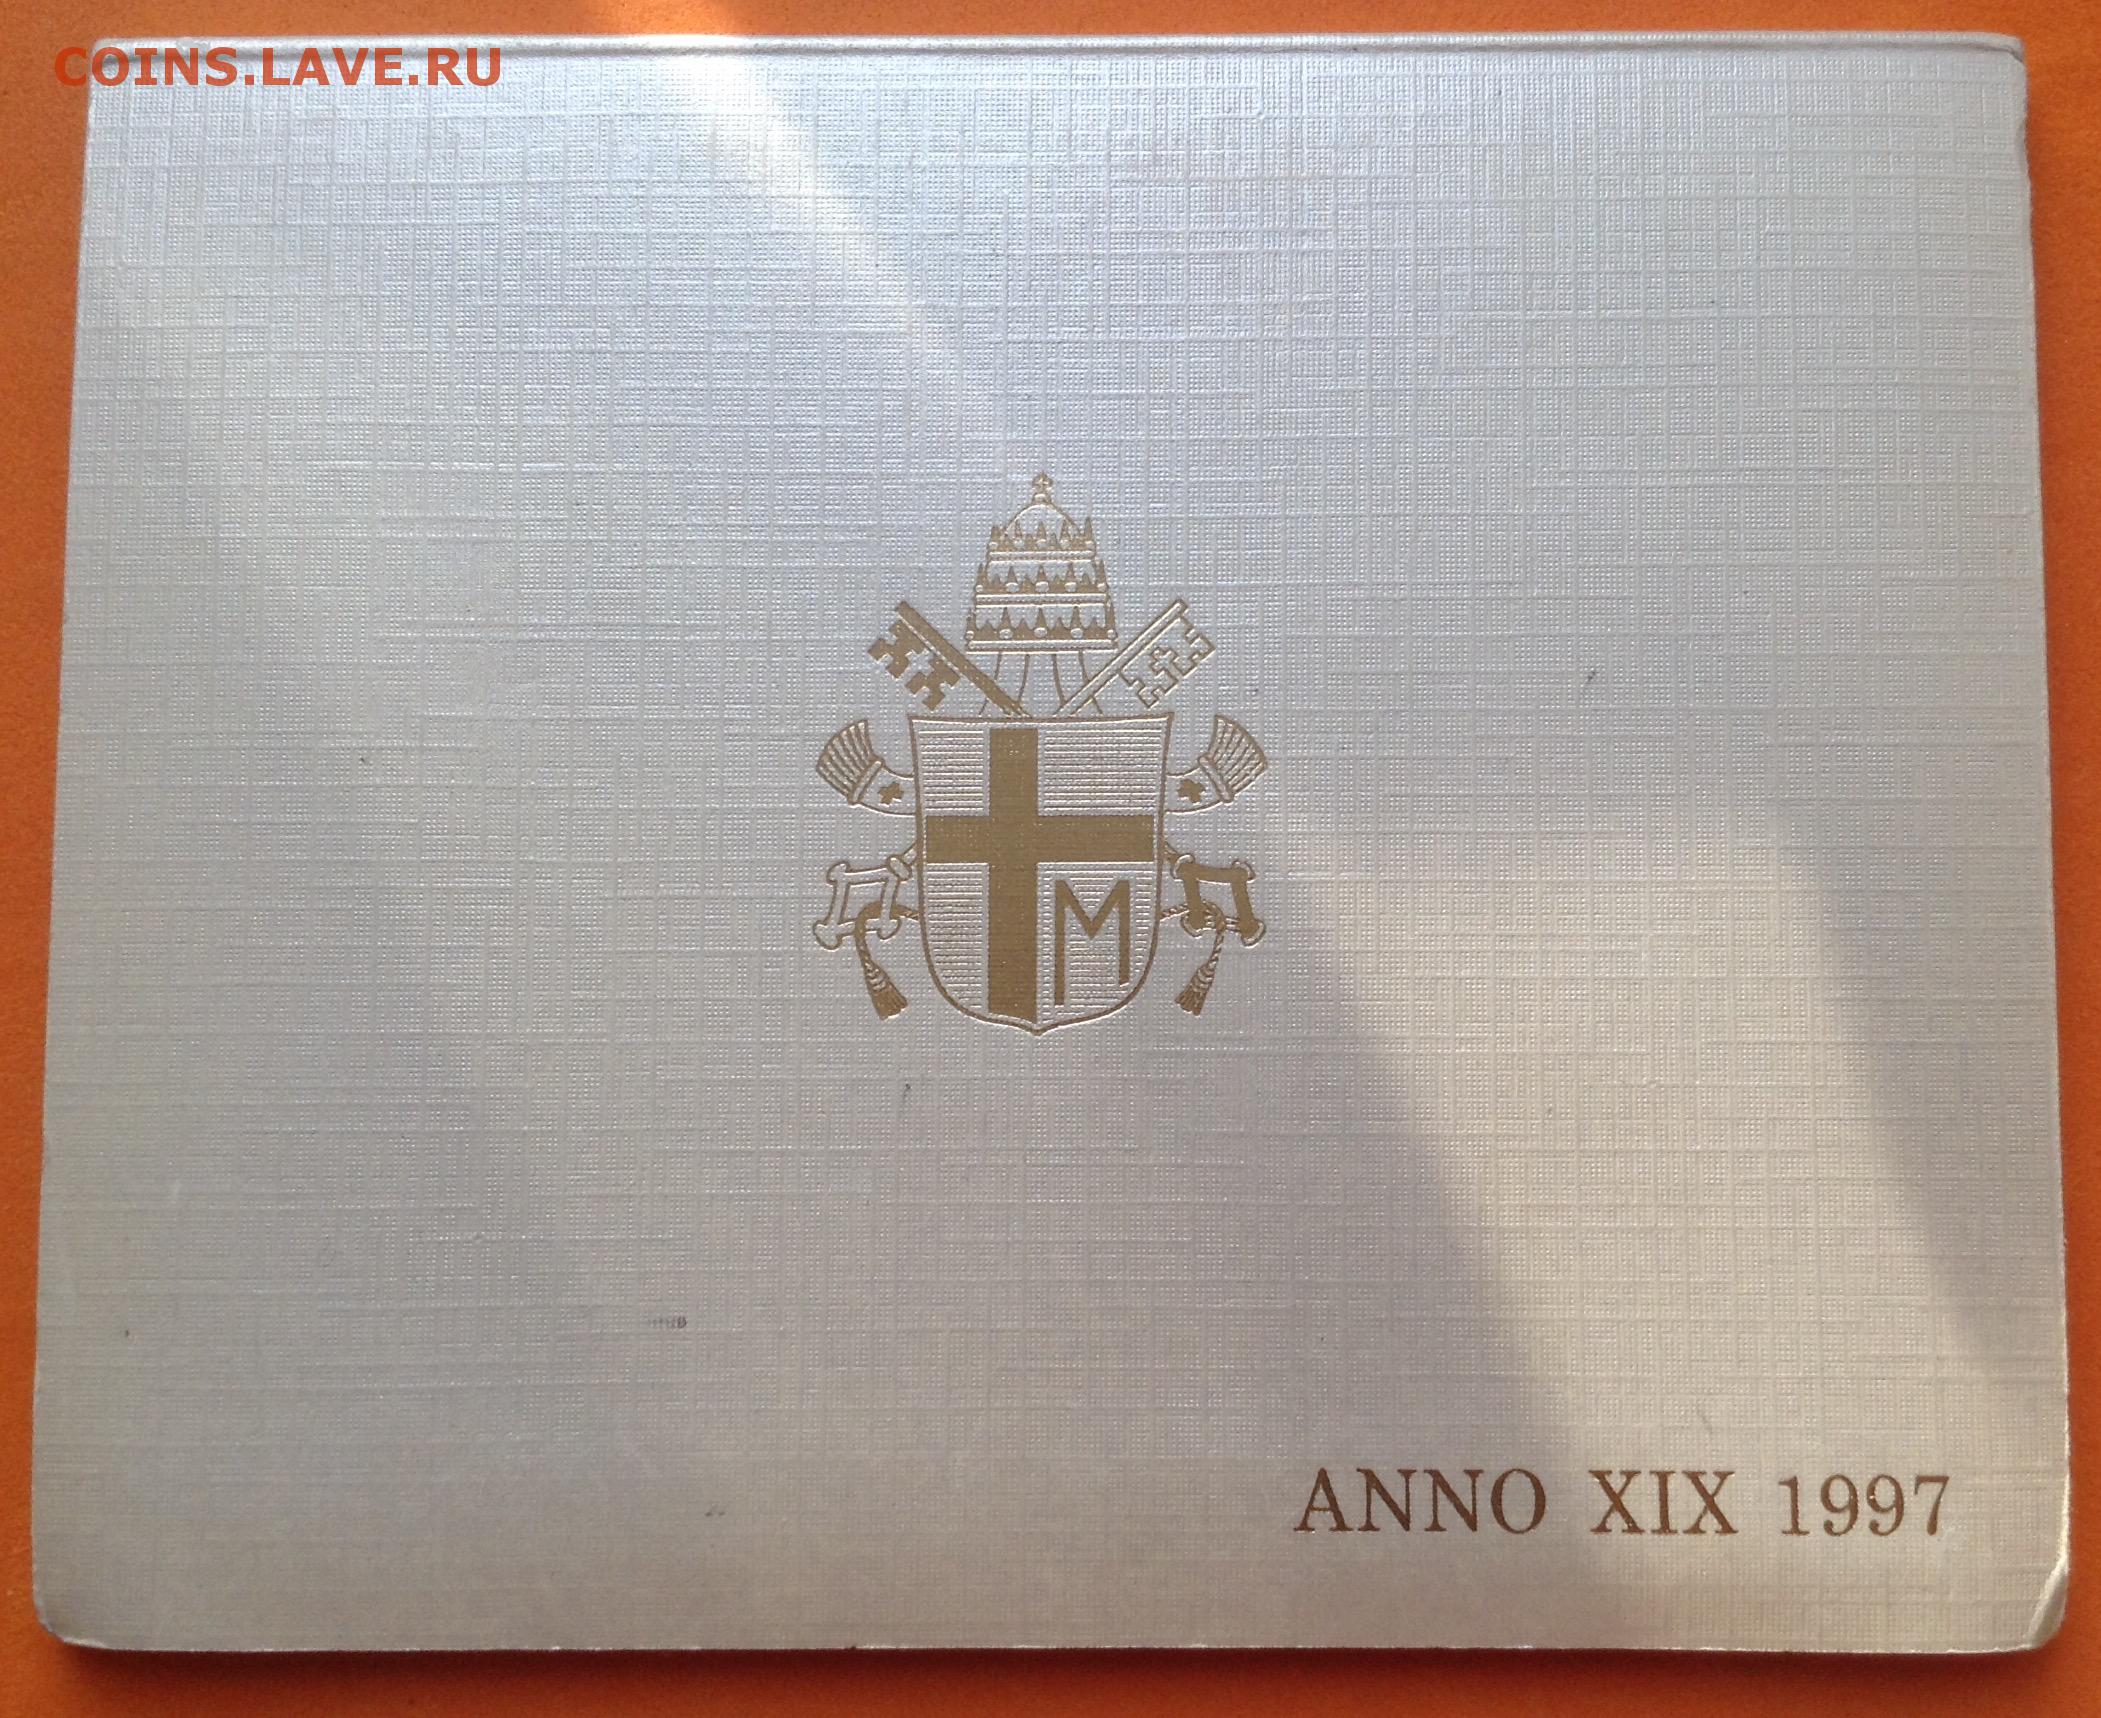 COINS.LAVE.RU
M
ANNO XIX 1997